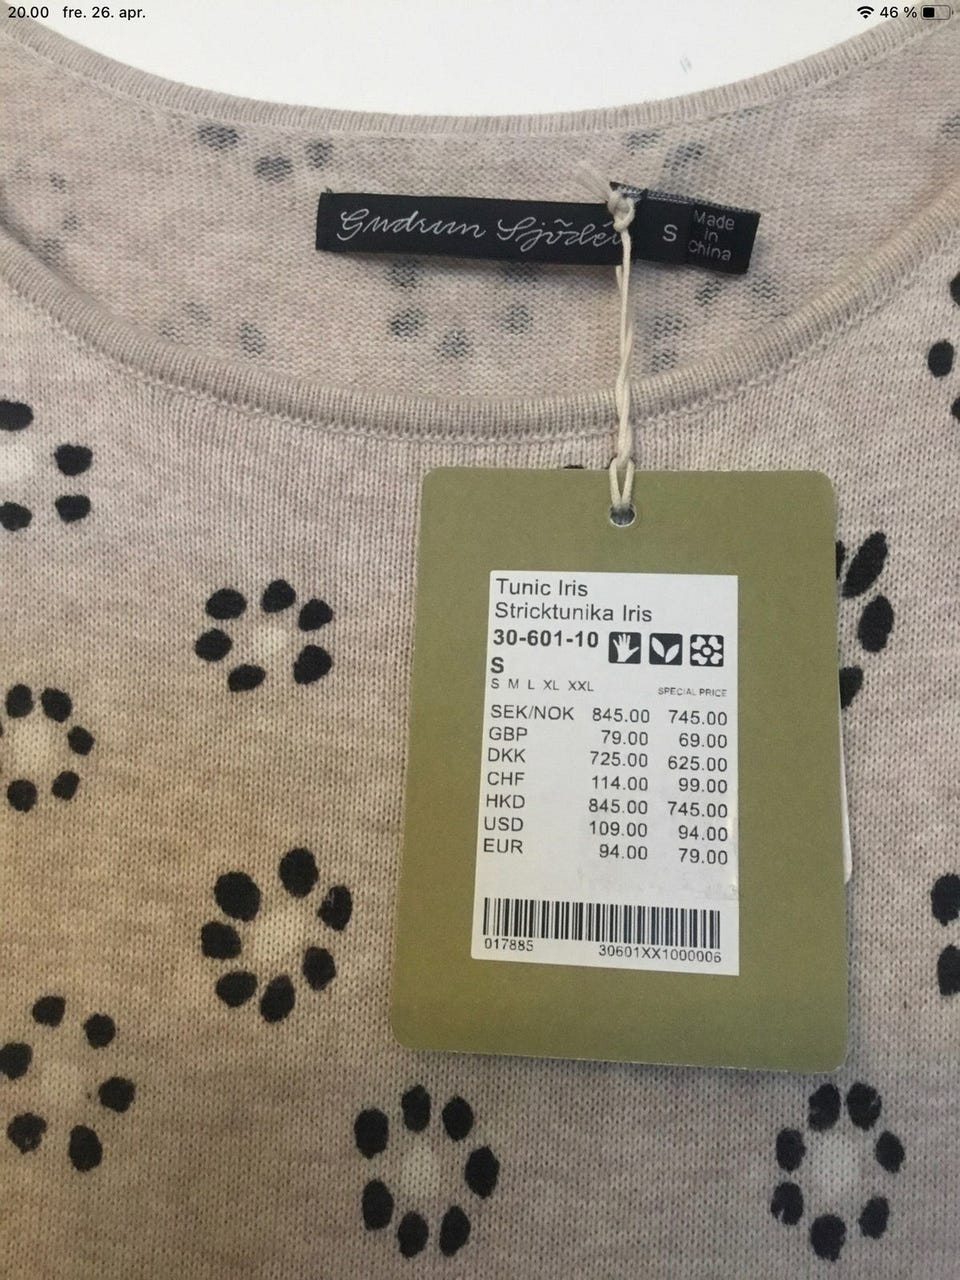 20.00 fre. 26. apr. 46 %
Gudrun Sjödén S
Made
in
China
Tunic Iris
Stricktunika Iris
30-601-10
S
S M L XL XXL SPECIAL PRICE
SEK/NOK 845.00 745.00
GBP 79.00 69.00
DKK 725.00 625.00
CHF 114.00 99.00
HKD 845.00 745.00
USD 109.00 94.00
EUR 94.00 79.00
017885 30601XX1000006